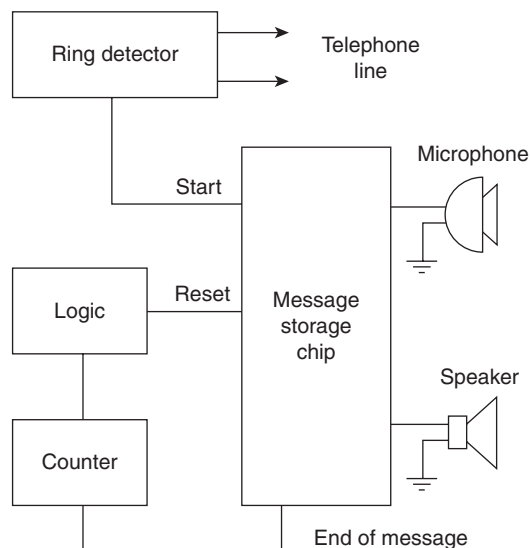 Ring detector
Telephone
line
Microphone
Start
Reset
Logic
Message
storage
chip
Speaker
Counter
End of message